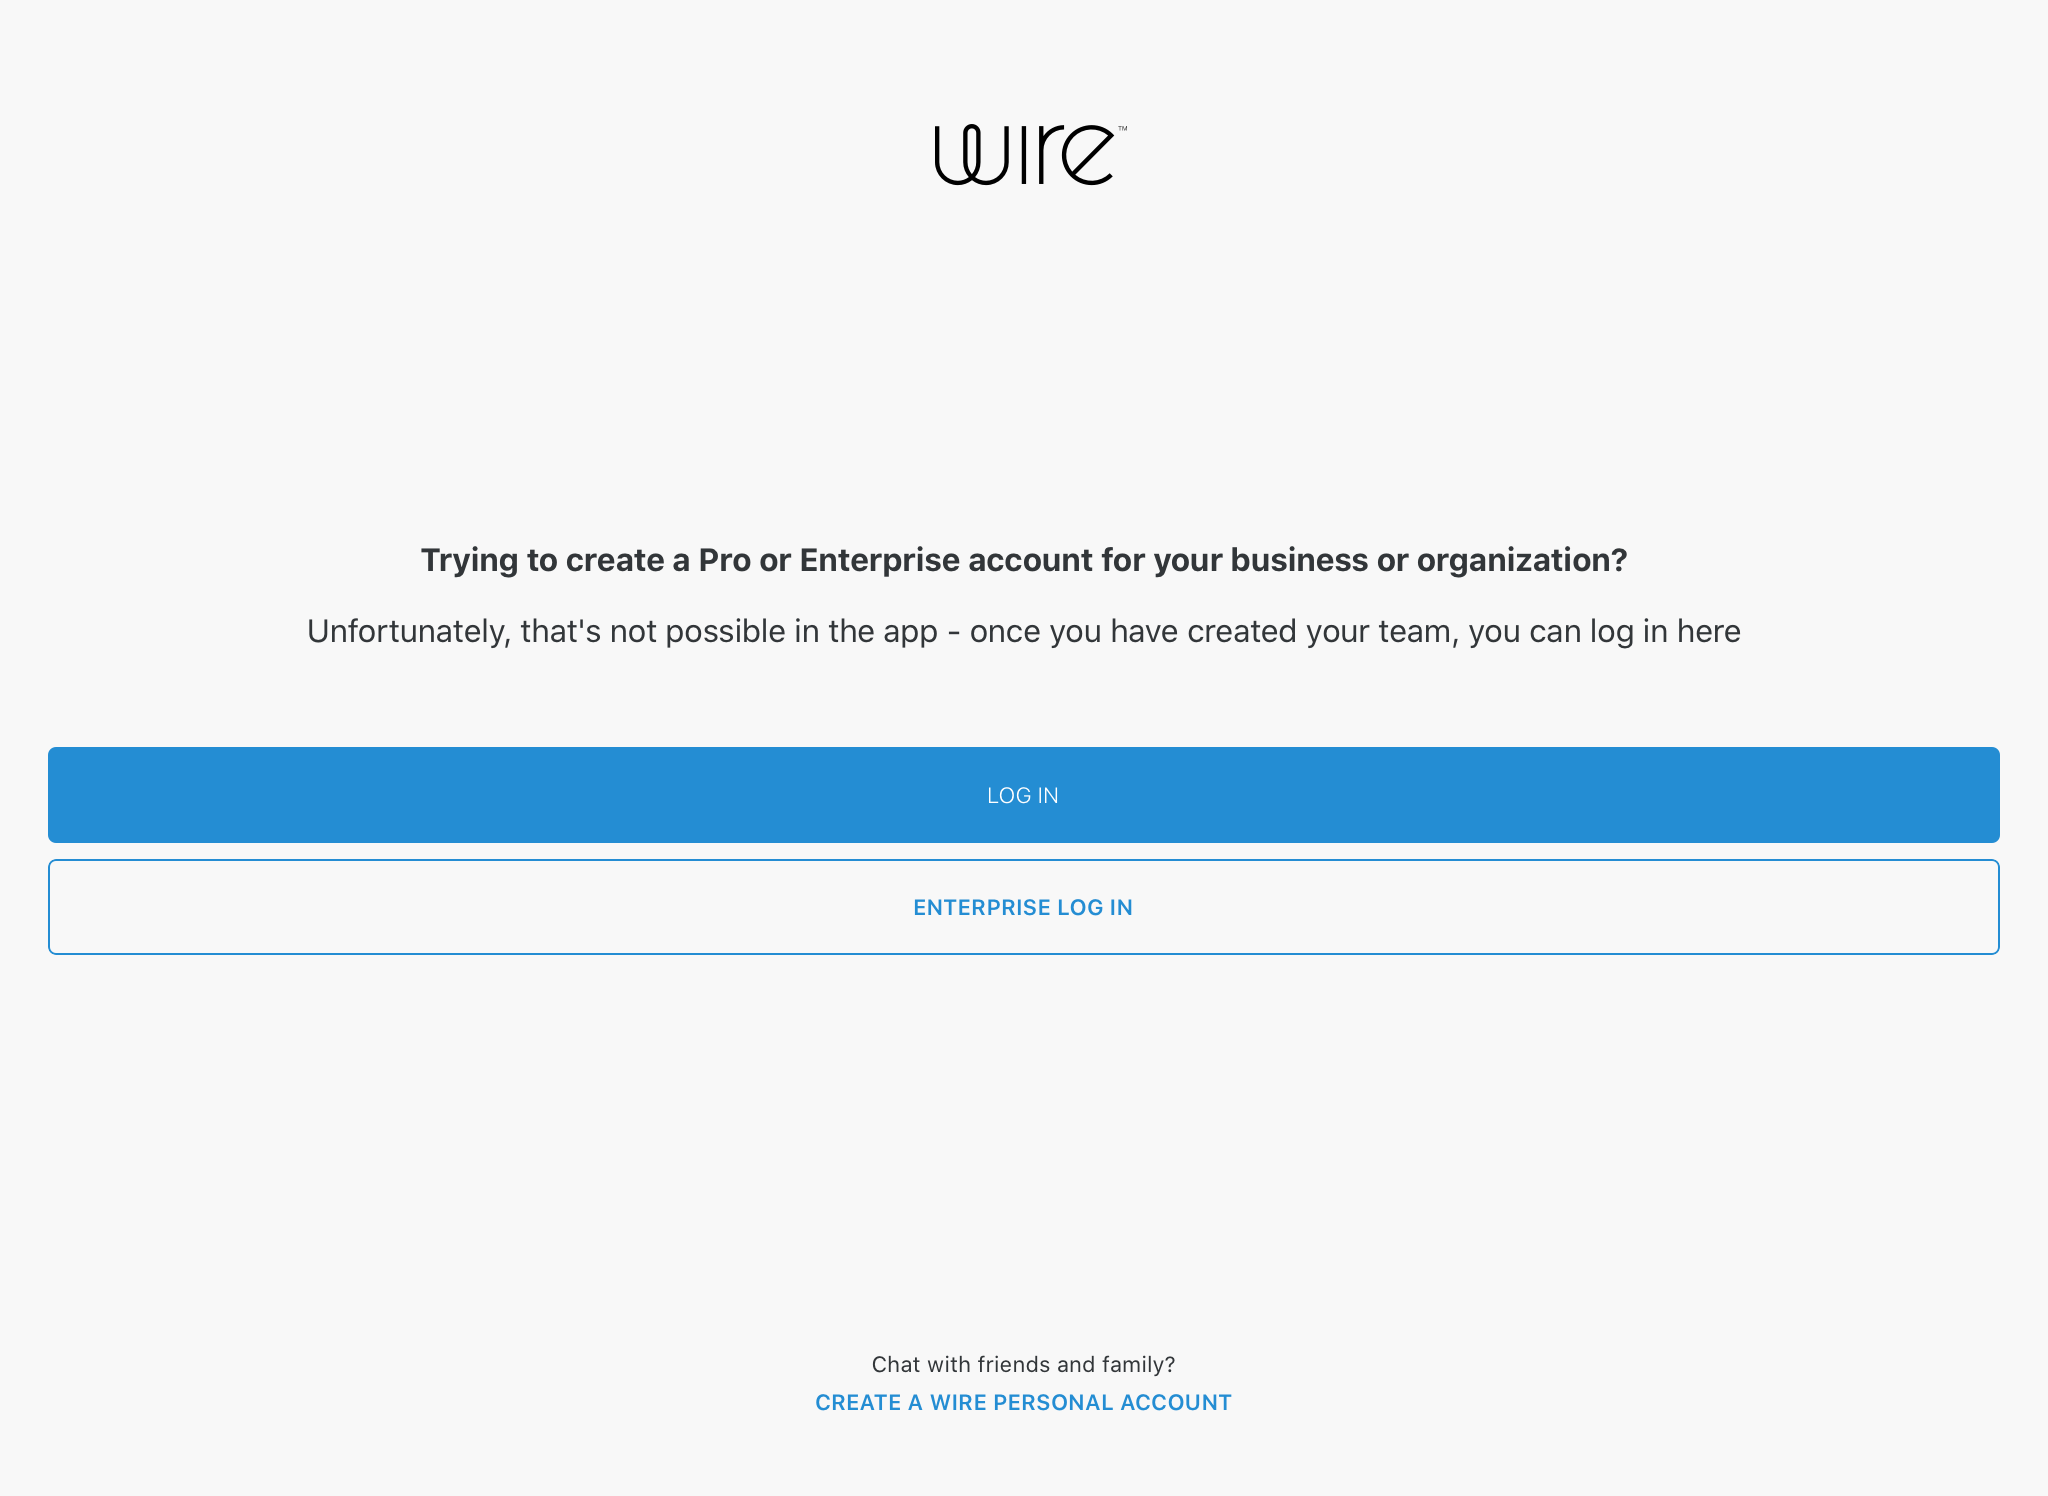 wire™
Trying to create a Pro or Enterprise account for your business or organization?
Unfortunately, that's not possible in the app - once you have created your team, you can log in here
LOG IN
ENTERPRISE LOG IN
Chat with friends and family?
CREATE A WIRE PERSONAL ACCOUNT